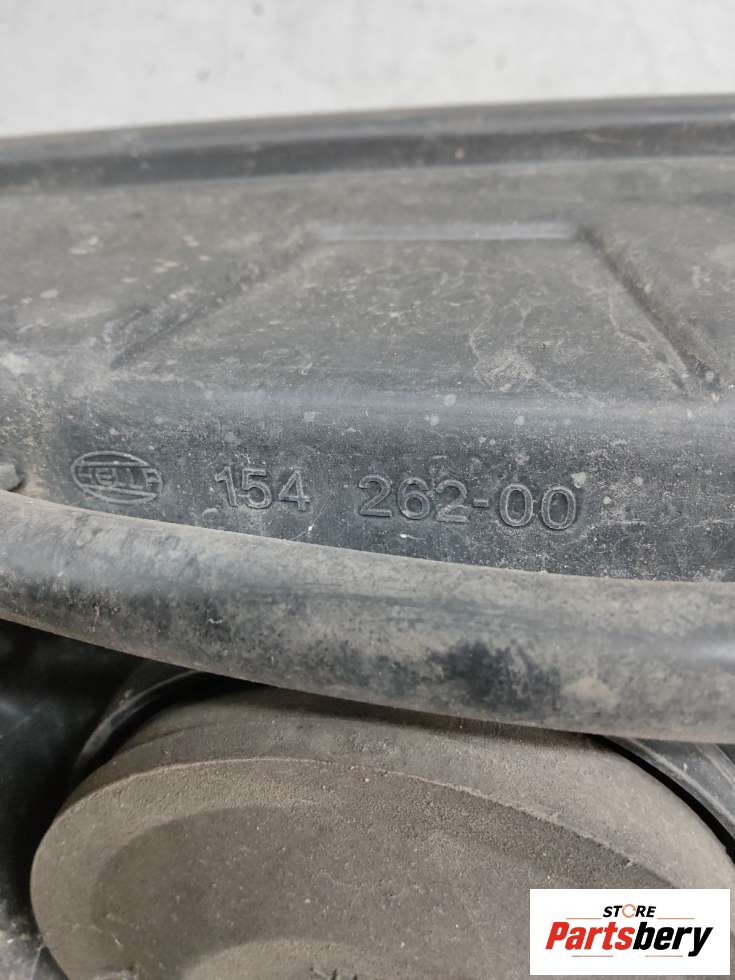 HELLA 154 262-00
STORE
Partsbery